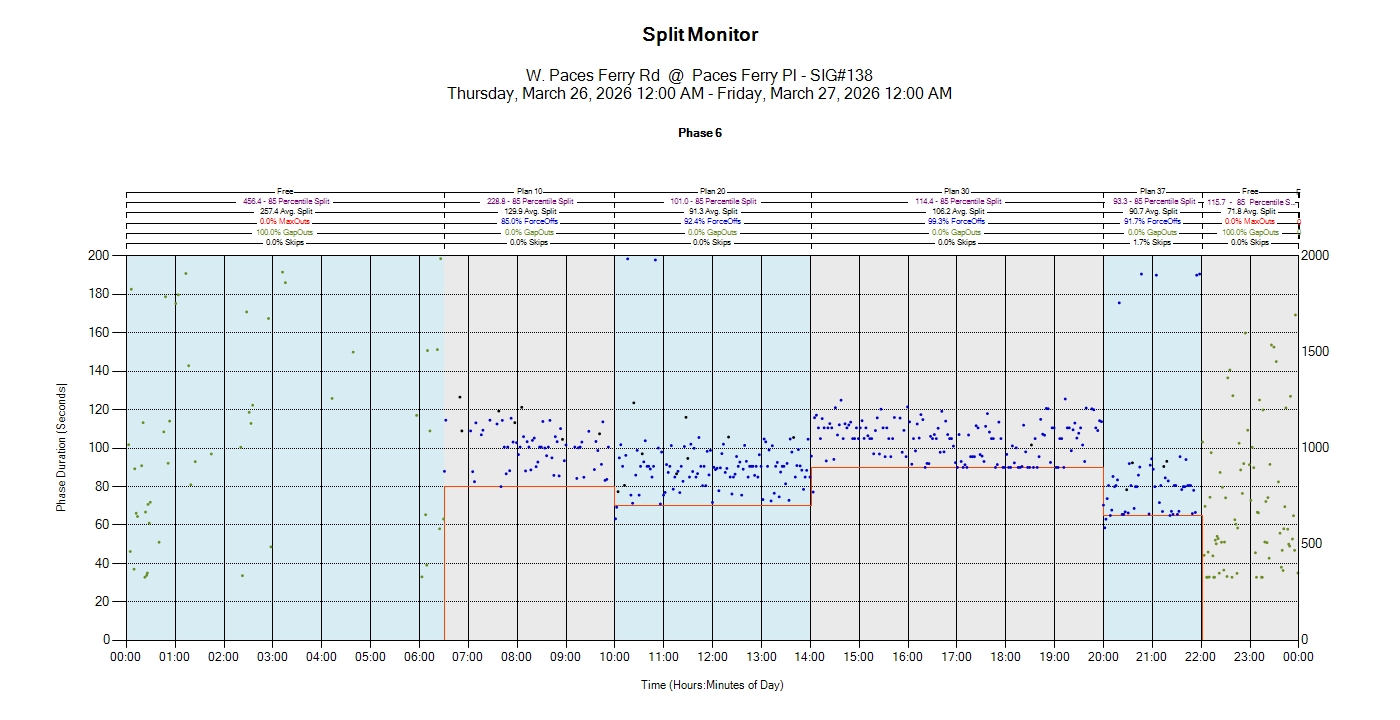 Split Monitor
W. Paces Ferry Rd @ Paces Ferry Pl - SIG#138
Thursday, March 26, 2026 12:00 AM - Friday, March 27, 2026 12:00 AM
Phase 6
Free Plan 10 Plan 20 Plan 30 Plan 37 Free F
456.4 - 85 Percentile Split 228.8 - 85 Percentile Split 101.0 - 85 Percentile Split 114.4 - 85 Percentile Split 93.3 - 85 Percentile Split 115.7 - 85 Percentile S...
257.4 Avg. Split 129.9 Avg. Split 91.3 Avg. Split 106.2 Avg. Split 90.7 Avg. Split 71.8 Avg. Split
0.0% MaxOuts 85.0% ForceOffs 92.4% ForceOffs 99.3% ForceOffs 91.7% ForceOffs 0.0% MaxOuts
100.0% GapOuts 0.0% GapOuts 0.0% GapOuts 0.0% GapOuts 0.0% GapOuts 100.0% GapOuts
0.0% Skips 0.0% Skips 0.0% Skips 0.0% Skips 1.7% Skips 0.0% Skips
200 2000
180
160
1500
140
120
100 1000
80
60
500
40
20
0 0
Phase Duration [Seconds]
00:00 01:00 02:00 03:00 04:00 05:00 06:00 07:00 08:00 09:00 10:00 11:00 12:00 13:00 14:00 15:00 16:00 17:00 18:00 19:00 20:00 21:00 22:00 23:00 00:00
Time (Hours:Minutes of Day)